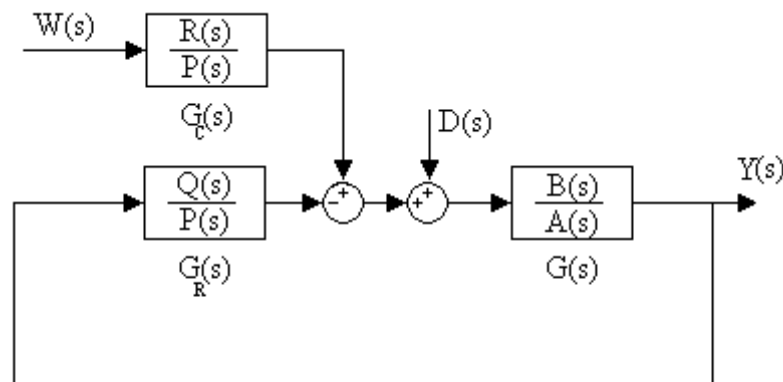 W(s)
R(s)
P(s)
G_C(s)
D(s)
Q(s)
P(s)
G_R(s)
- +
+ +
B(s)
A(s)
G(s)
Y(s)